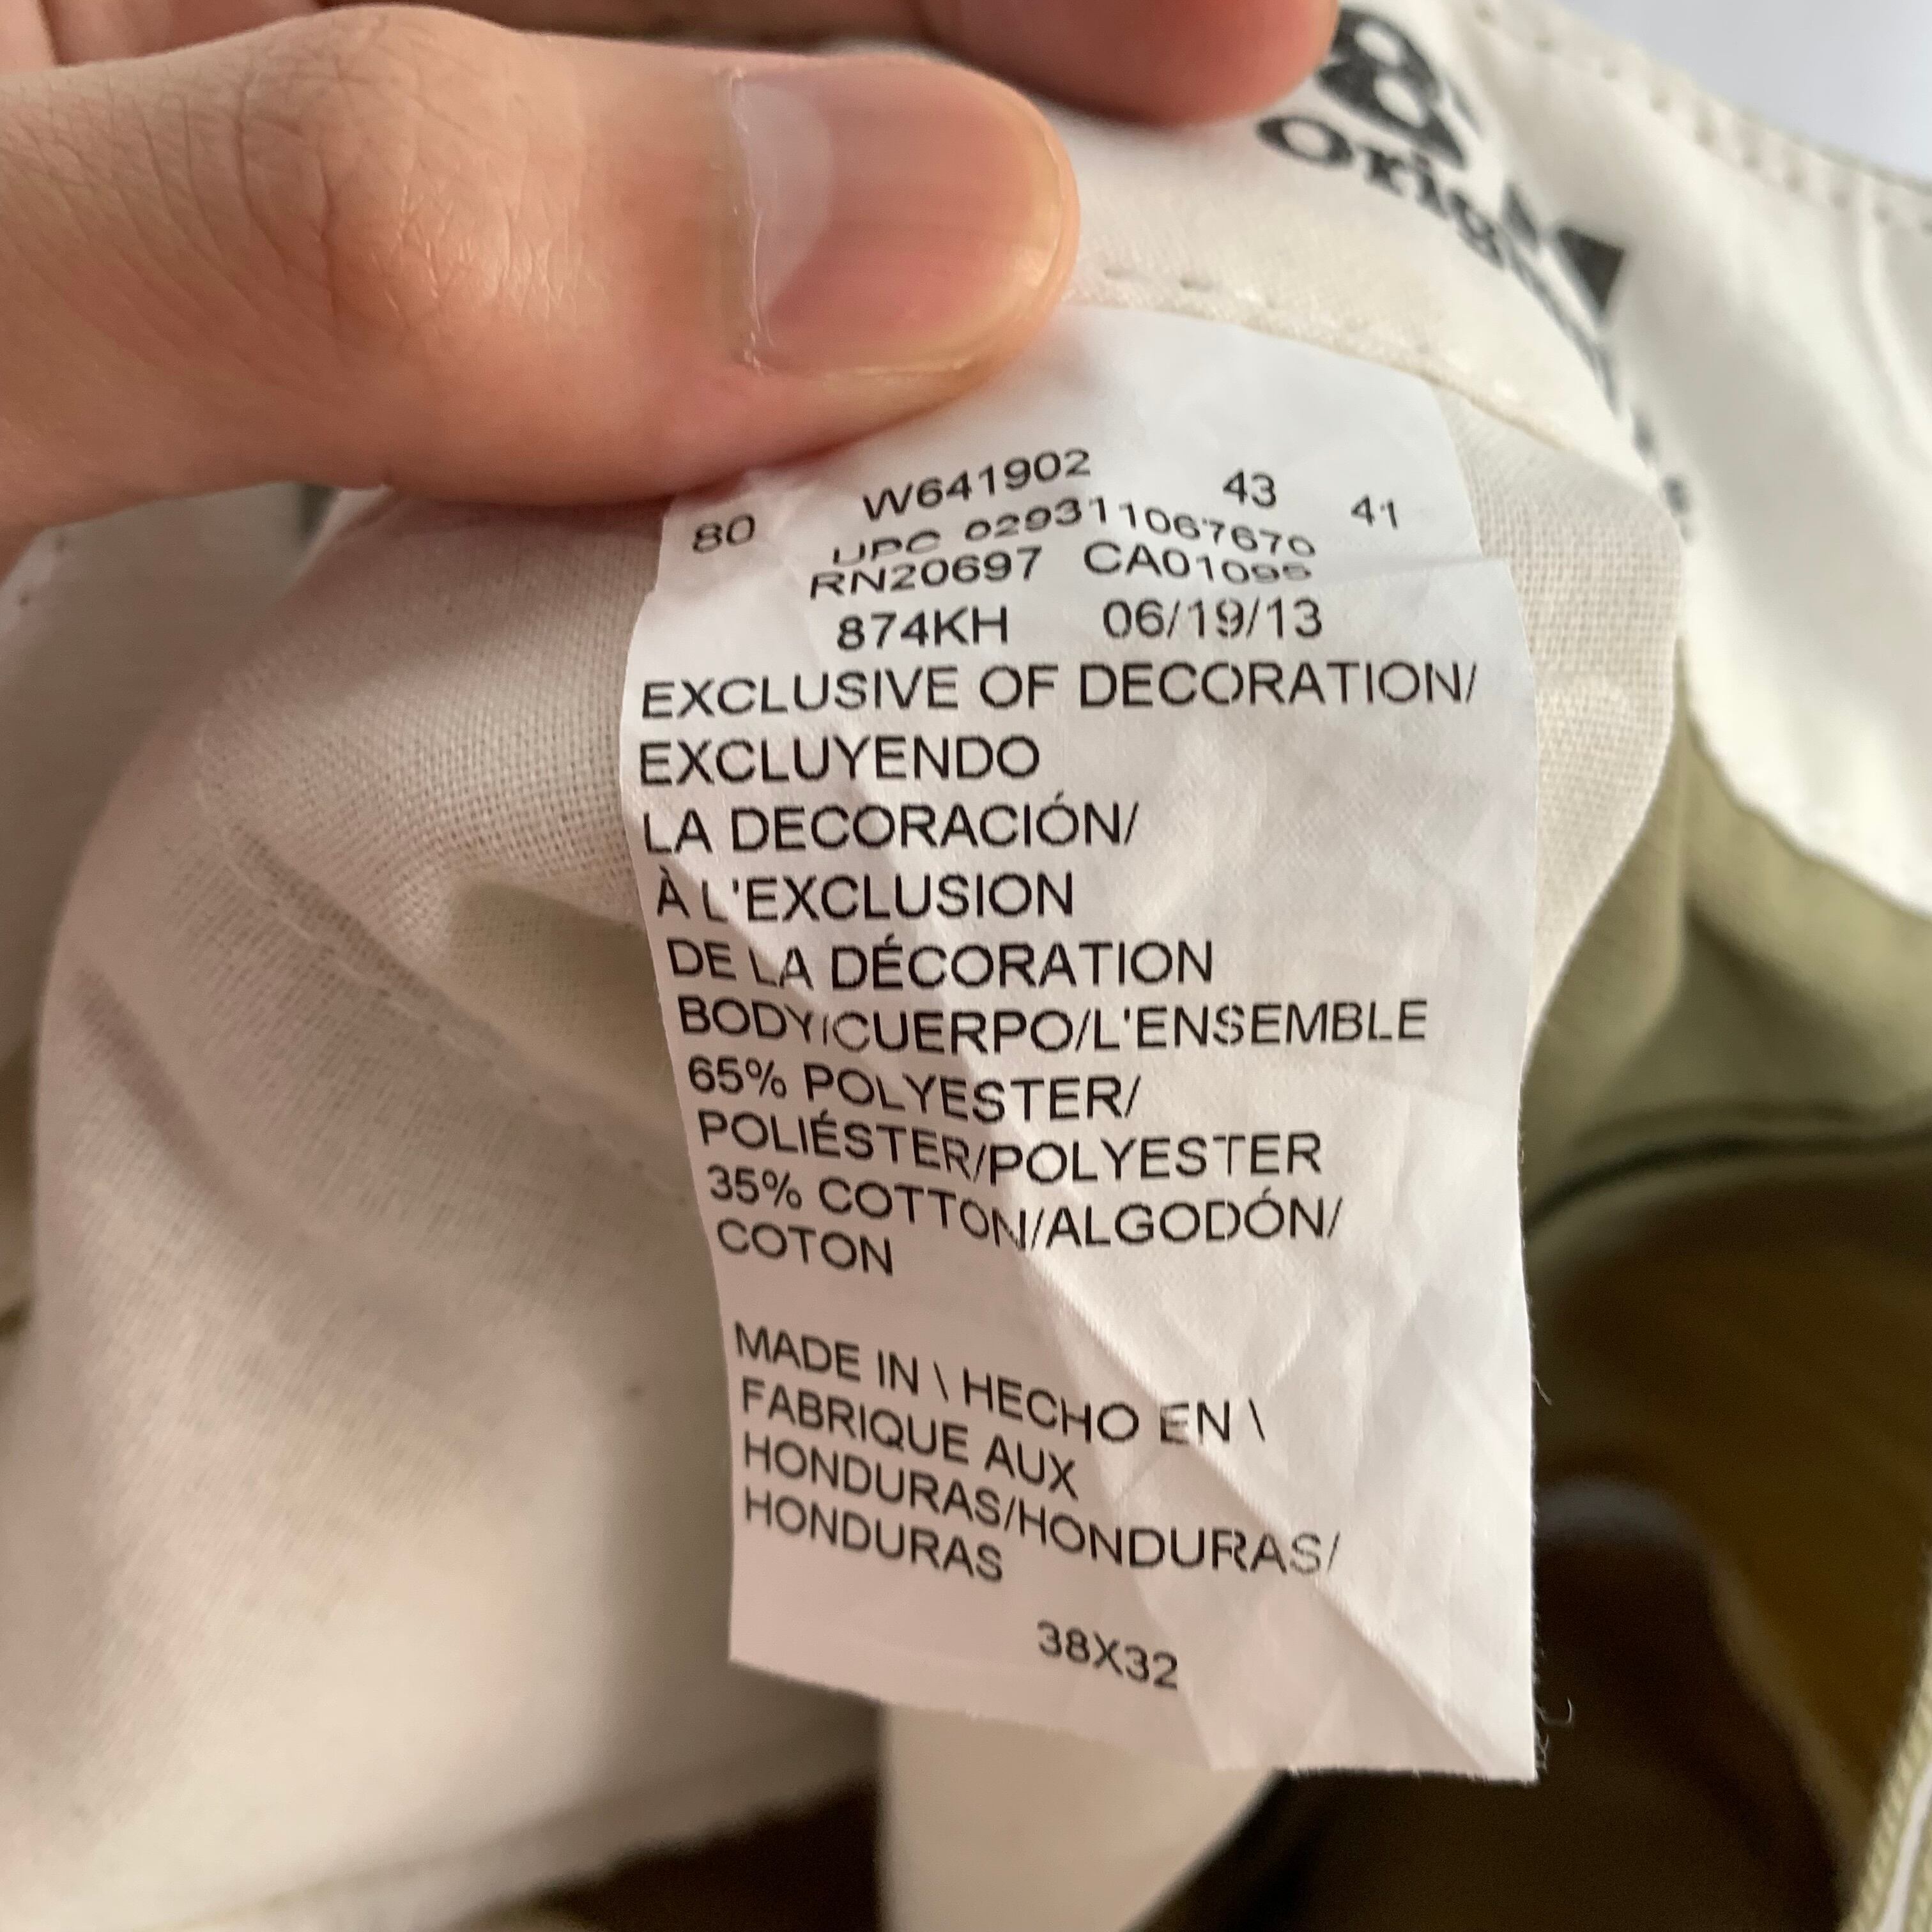 Orig
W641902 43
80 41
UPC 029311067670
RN20697 CA01095
874KH 06/19/13
EXCLUSIVE OF DECORATION/
EXCLUYENDO
LA DECORACIÓN/
À L'EXCLUSION
DE LA DÉCORATION
BODY/CUERPO/L'ENSEMBLE
65% POLYESTER/
POLIÉSTER/POLYESTER
35% COTTON/ALGODÓN/
COTON
MADE IN \ HECHO EN \
FABRIQUE AUX
HONDURAS/HONDURAS/
HONDURAS
38X32